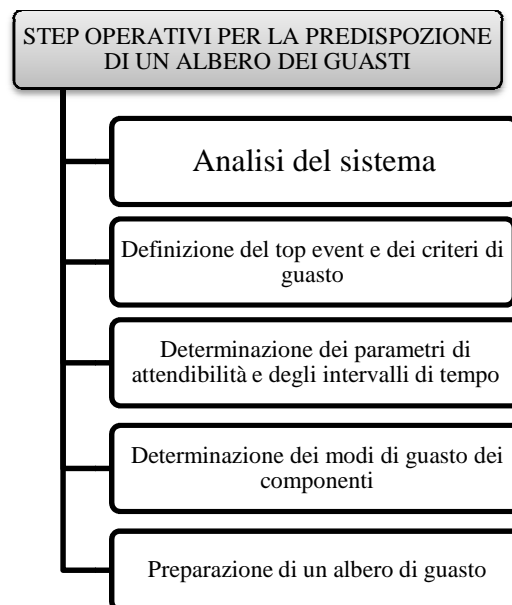 STEP OPERATIVI PER LA PREDISPOZIONE
DI UN ALBERO DEI GUASTI
Analisi del sistema
Definizione del top event e dei criteri di
guasto
Determinazione dei parametri di
attendibilità e degli intervalli di tempo
Determinazione dei modi di guasto dei
componenti
Preparazione di un albero di guasto